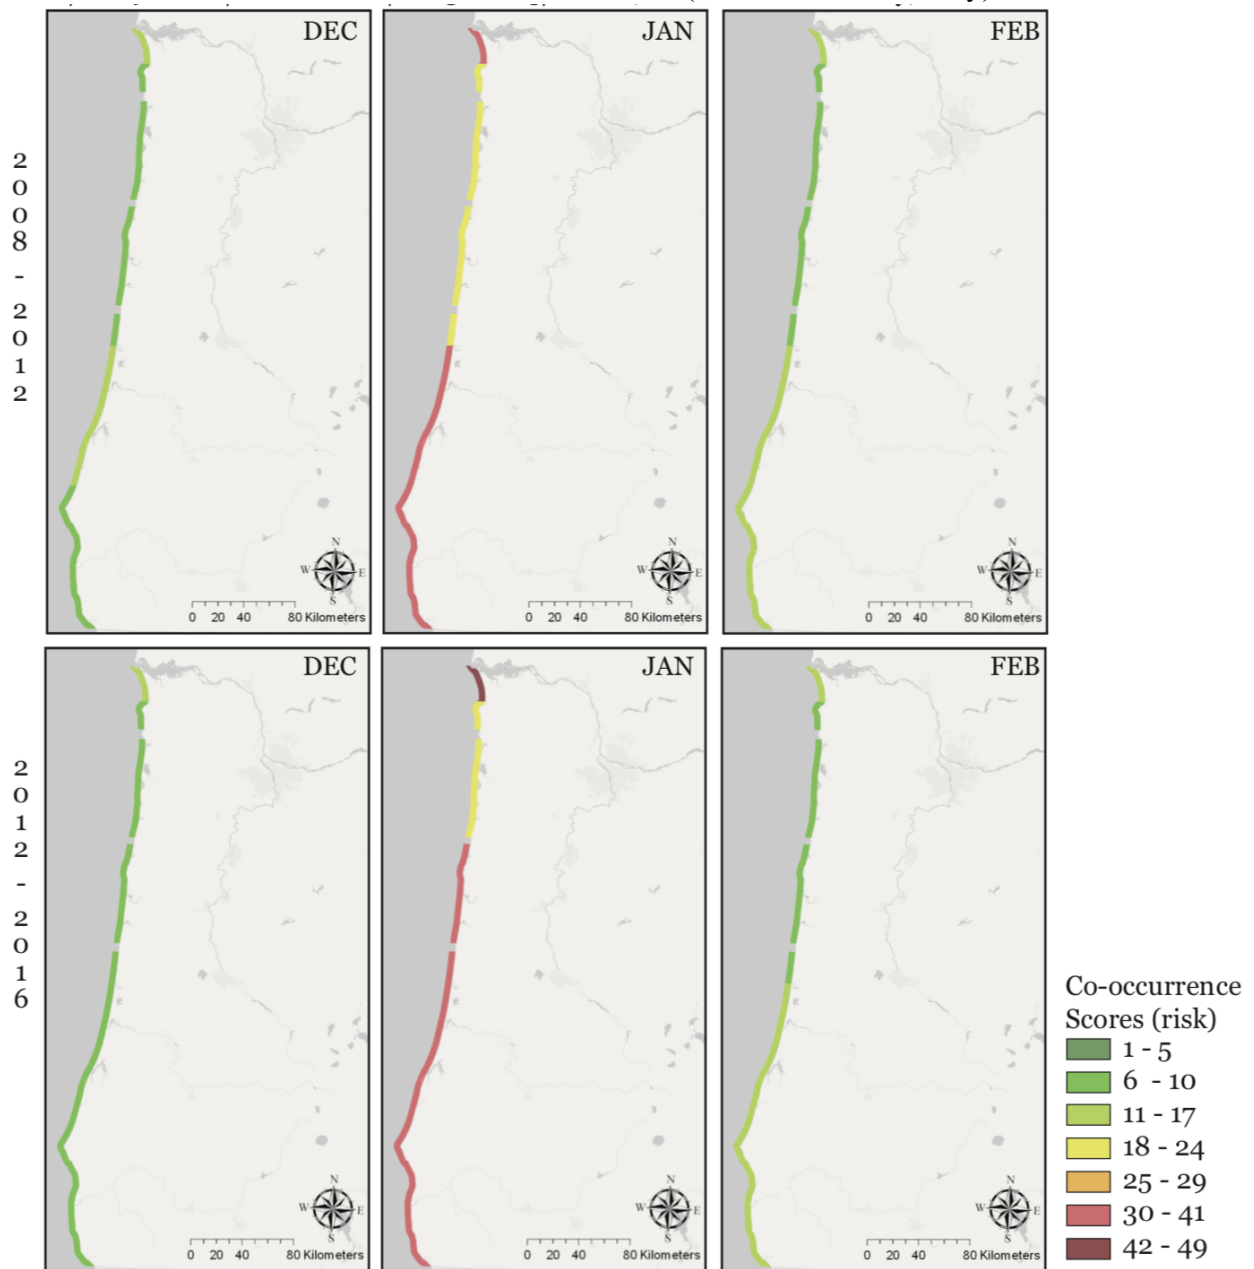 DEC
JAN
FEB
2008-2012
N
W E
S
0 20 40 80 Kilometers
N
W E
S
0 20 40 80 Kilometers
N
W E
S
0 20 40 80 Kilometers
DEC
JAN
FEB
2012-2016
N
W E
S
0 20 40 80 Kilometers
N
W E
S
0 20 40 80 Kilometers
N
W E
S
0 20 40 80 Kilometers
Co-occurrence
Scores (risk)
1 - 5
6 - 10
11 - 17
18 - 24
25 - 29
30 - 41
42 - 49